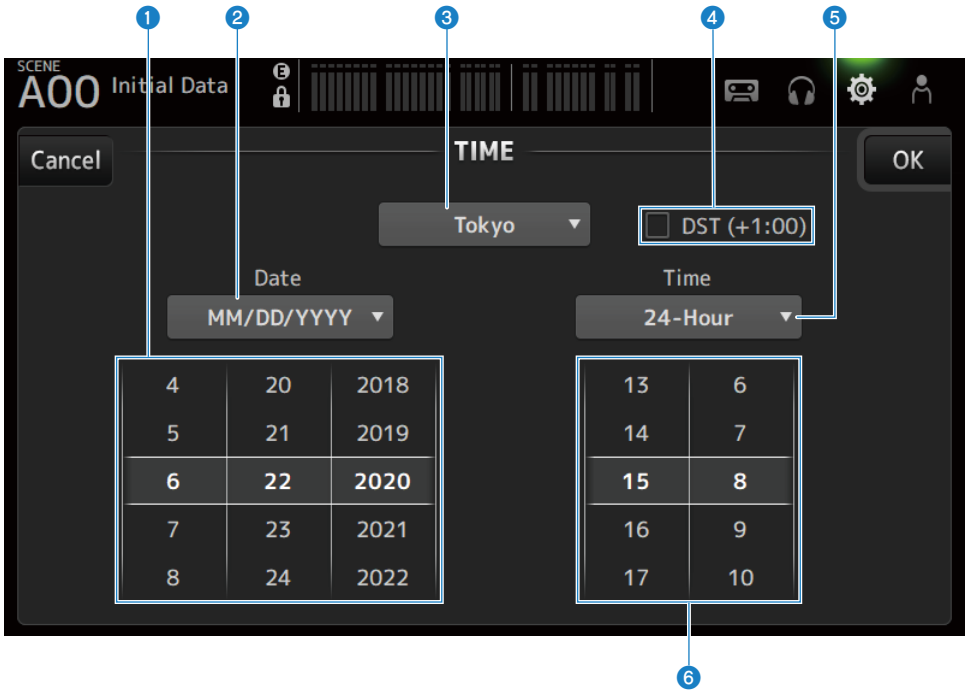 1 2 3 4 5
SCENE
A00 Initial Data E
Cancel TIME OK
Tokyo DST (+1:00)
Date Time
MM/DD/YYYY 24-Hour
4 20 2018 13 6
5 21 2019 14 7
6 22 2020 15 8
7 23 2021 16 9
8 24 2022 17 10
6